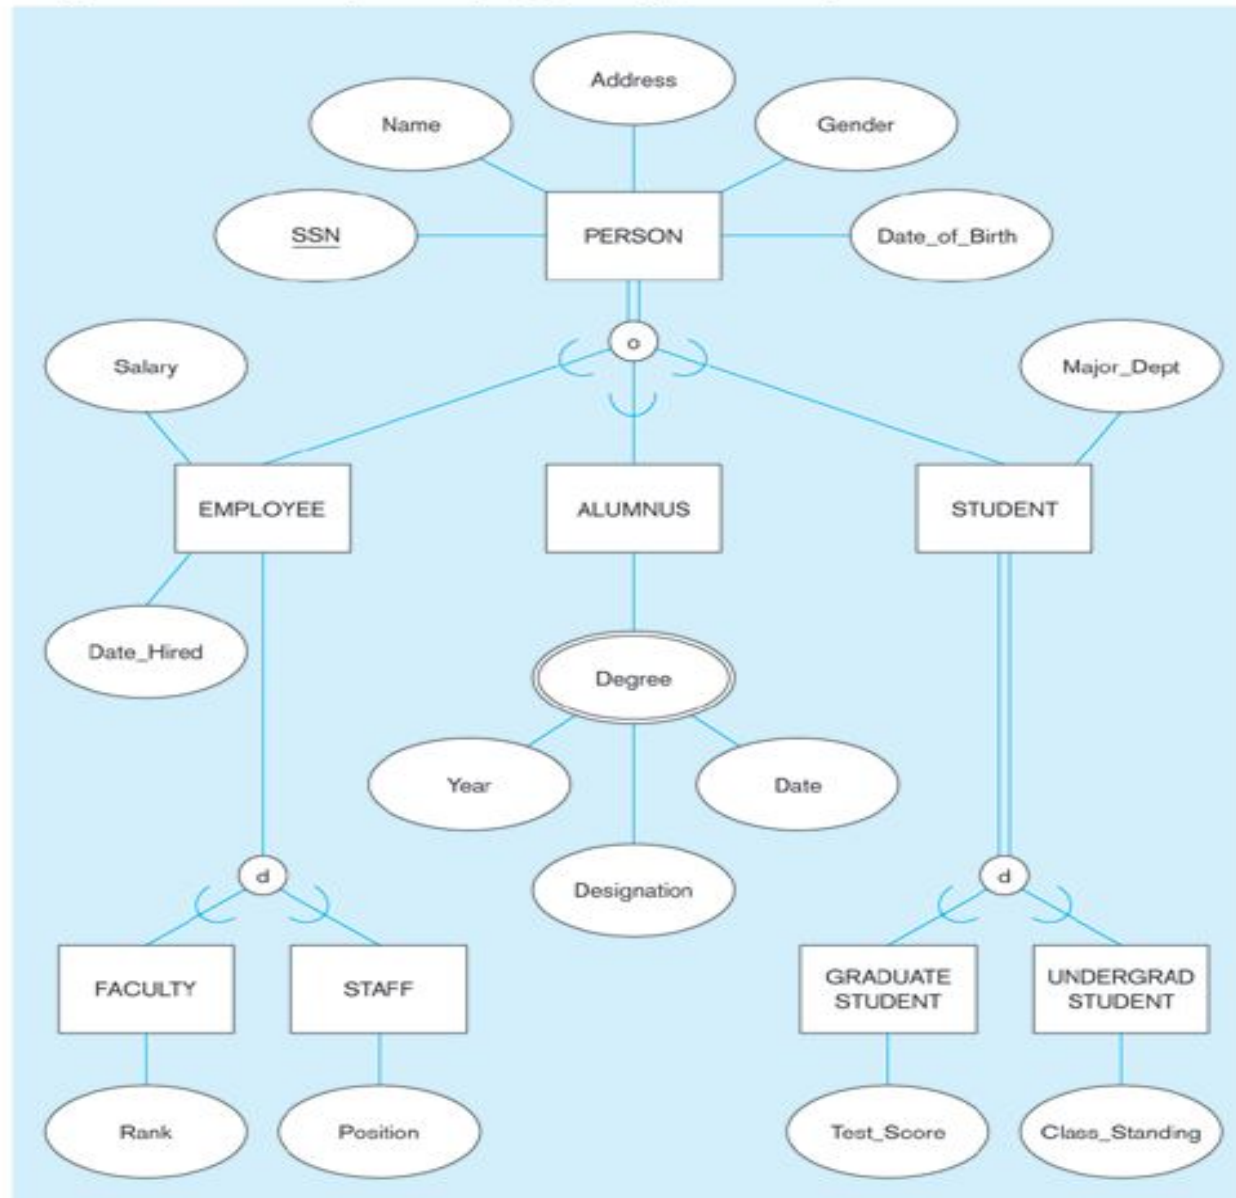 Address
Name
Gender
SSN
PERSON
Date_of_Birth
o
Salary
Major_Dept
EMPLOYEE
ALUMNUS
STUDENT
Date_Hired
Degree
Year
Date
d
d
Designation
FACULTY
STAFF
GRADUATE
STUDENT
UNDERGRAD
STUDENT
Rank
Position
Test_Score
Class_Standing